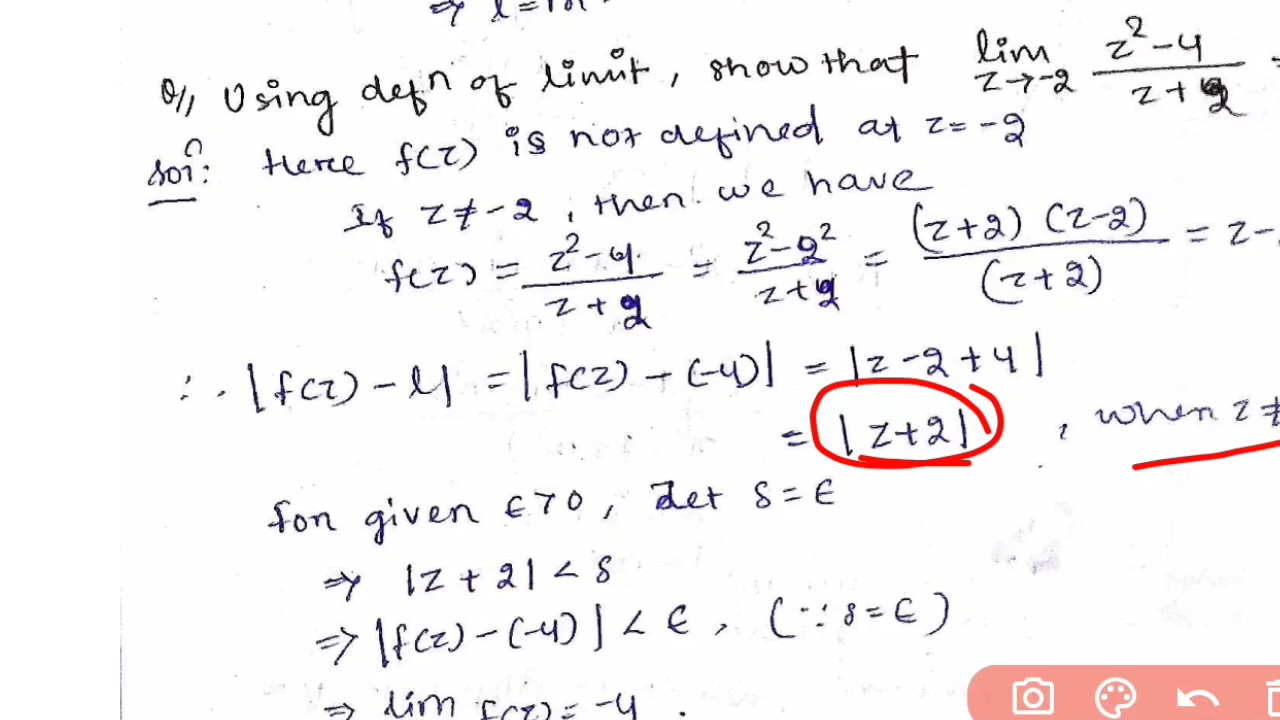 ⇒ l =
Q/, Using defn of limit, show that lim z→-2 z²-4 / z+2 =
Soln: Here f(z) is not defined at z = -2
If z ≠ -2, then we have
f(z) = z²-4 / z+2 = z²-2² / z+2 = (z+2) (z-2) / (z+2) = z-
∴ |f(z) - l| = |f(z) - (-4)| = |z-2+4|
= |z+2| , when z ≠
For given ϵ>0, let δ = ϵ
⇒ |z+2| < δ
⇒ |f(z) - (-4)| < ϵ, (∵ δ = ϵ)
⇒ lim f(z) = -4 .